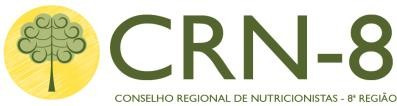 CRN-8
CONSELHO REGIONAL DE NUTRICIONISTAS - 8ª REGIÃO